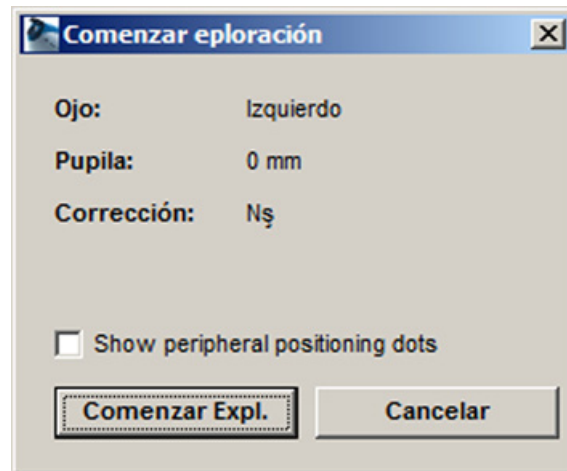 Comenzar eploración
Ojo: Izquierdo
Pupila: 0 mm
Corrección: Nş
Show peripheral positioning dots
Comenzar Expl. Cancelar